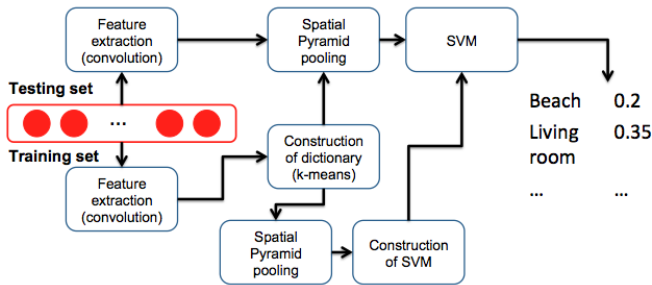 Feature
extraction
(convolution)
Spatial
Pyramid
pooling
SVM
Testing set
...
Training set
Beach 0.2
Living 0.35
room
... ...
Construction
of dictionary
(k-means)
Feature
extraction
(convolution)
Spatial
Pyramid
pooling
Construction
of SVM